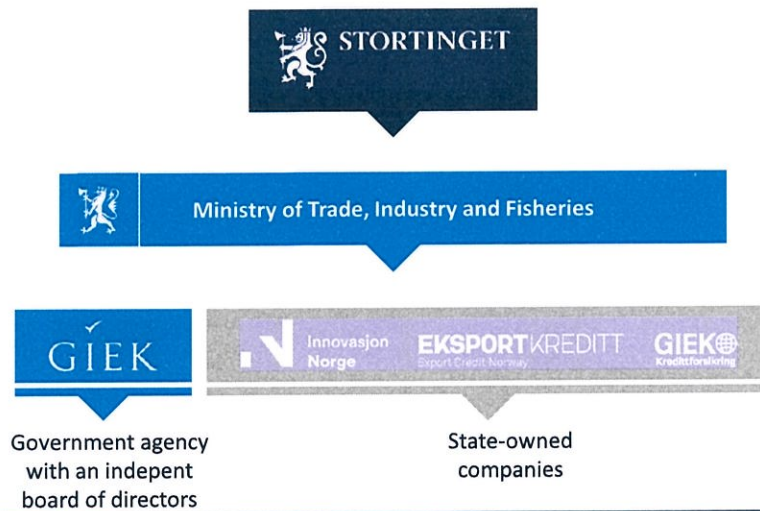 STORTINGET
Ministry of Trade, Industry and Fisheries
GIEK
Innovasjon
Norge
EKSPORTKREDITT
Export Credit Norway
GIEK
Kredittforsikring
Government agency
with an indepent
board of directors
State-owned
companies